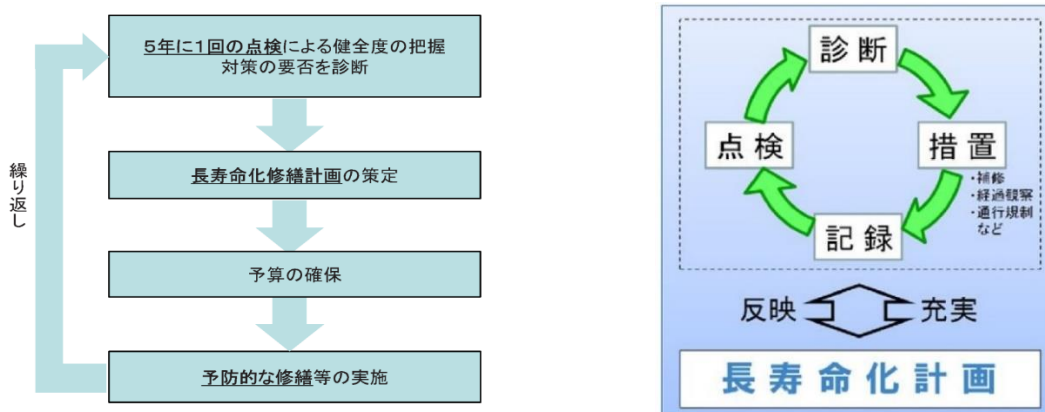 ５年に１回の点検による健全度の把握
対策の要否を診断
長寿命化修繕計画の策定
予算の確保
予防的な修繕等の実施
繰り返し
診断
点検
措置
・補修
・経過観察
・通行規制
など
記録
反映
充実
長寿命化計画